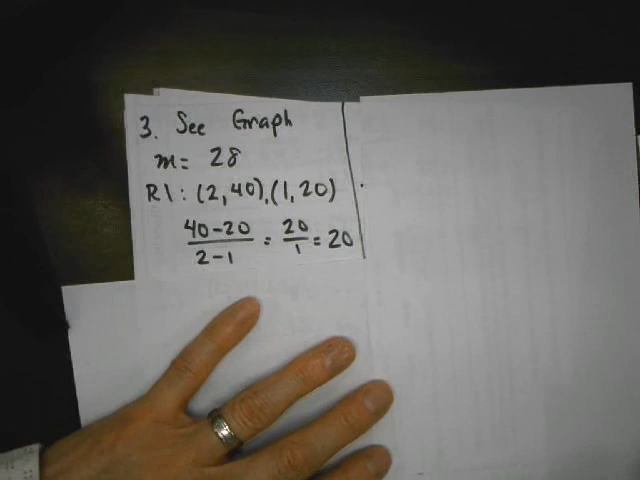 3. See Graph
m= 28
R1: (2,40),(1,20)
40-20/2-1 = 20/1 = 20